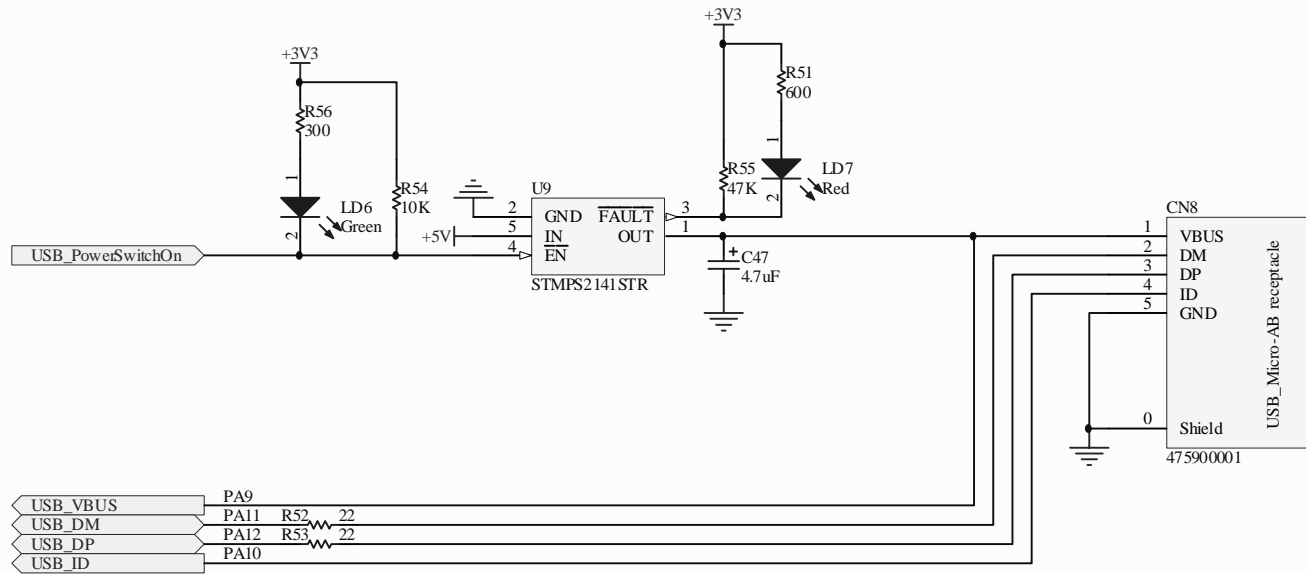 +3V3
+3V3
R51
600
R56
300
1
1
R55
47K
LD7
Red
2
R54
10K
LD6
Green
2
U9
2
GND
FAULT
3
+5V
5
IN
OUT
1
4
EN
STMPS2141STR
USB_PowerSwitchOn
C47
4.7uF
+
CN8
1
VBUS
2
DM
3
DP
4
ID
5
GND
0
Shield
USB_Micro-AB receptacle
475900001
USB_VBUS
PA9
USB_DM
PA11
R52
22
USB_DP
PA12
R53
22
USB_ID
PA10